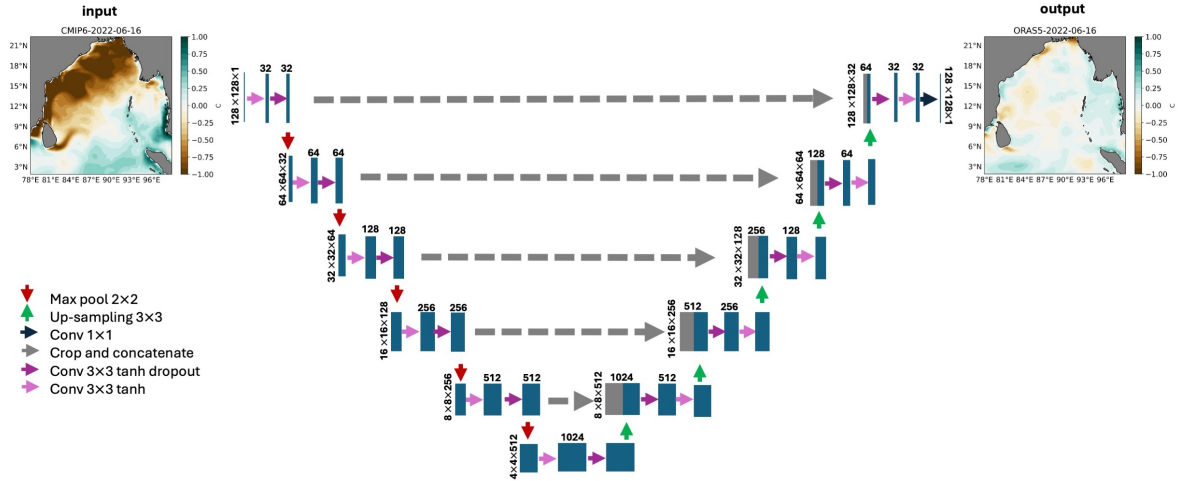 input
output
CMIP6-2022-06-16
ORAS5-2022-06-16
21°N
18°N
15°N
12°N
9°N
6°N
3°N
78°E 81°E 84°E 87°E 90°E 93°E 96°E
1.00
0.75
0.50
0.25
0.00
−0.25
−0.50
−0.75
−1.00
C
128×128×1
32
32
128×128×32
64
32
32
128×128×1
21°N
18°N
15°N
12°N
9°N
6°N
3°N
78°E 81°E 84°E 87°E 90°E 93°E 96°E
1.00
0.75
0.50
0.25
0.00
−0.25
−0.50
−0.75
−1.00
C
64×64×32
64
64
64×64×64
128
64
32×32×64
128
128
32×32×128
256
128
16×16×128
256
256
16×16×256
512
256
8×8×256
512
512
8×8×512
1024
512
4×4×512
1024
Max pool 2×2
Up-sampling 3×3
Conv 1×1
Crop and concatenate
Conv 3×3 tanh dropout
Conv 3×3 tanh